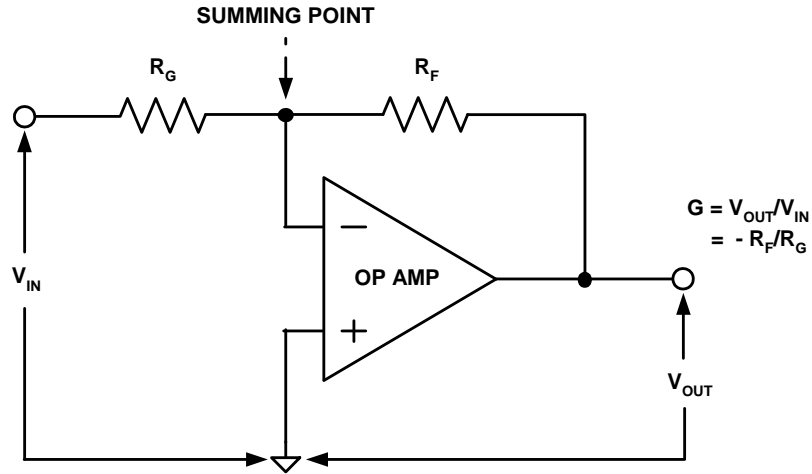 SUMMING POINT
R_G
R_F
G = V_OUT/V_IN
= - R_F/R_G
−
OP AMP
+
V_IN
V_OUT